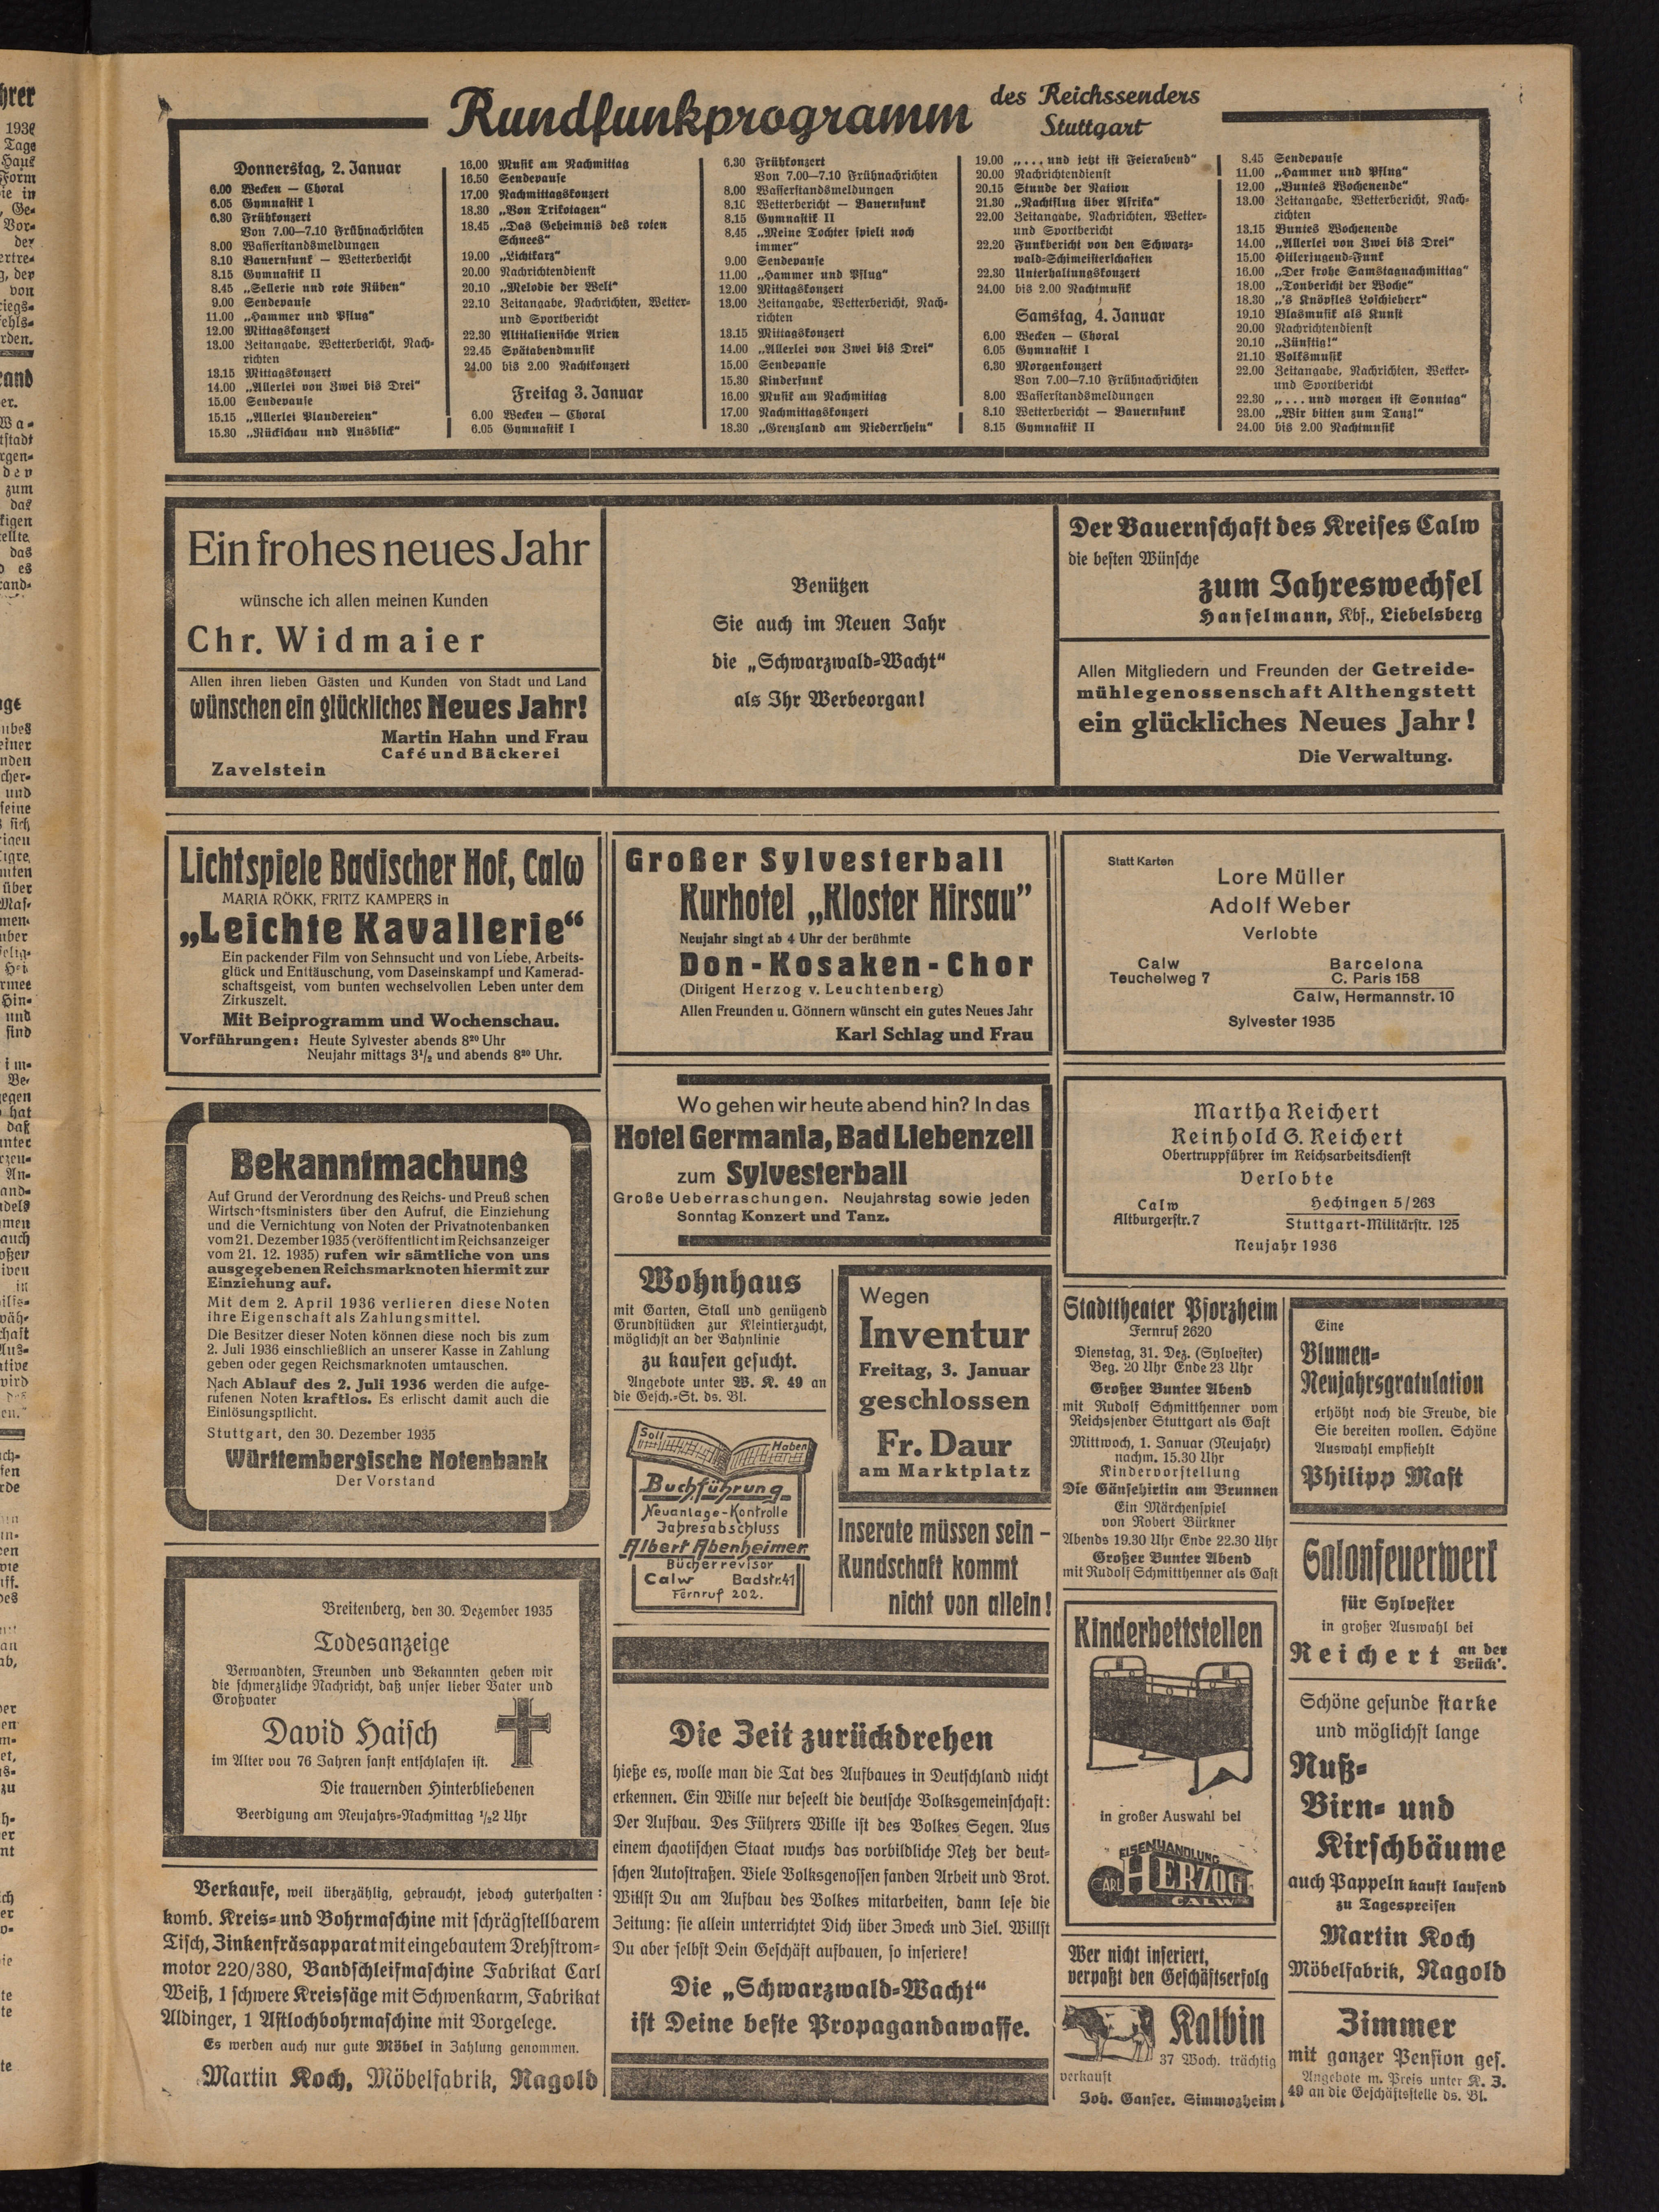 Rundfunkprogramm des Reichssenders
Stuttgart
Donnerstag, 2. Januar
6.00 Wecken — Choral
6.05 Gymnastik I
6.30 Frühkonzert
Von 7.00—7.10 Frühnachrichten
8.00 Wasserstandsmeldungen
8.10 Bauernfunk — Wetterbericht
8.15 Gymnastik II
8.45 „Sellerie und rote Rüben“
9.00 Sendepause
11.00 „Hammer und Pflug“
12.00 Mittagskonzert
13.00 Zeitangabe, Wetterbericht, Nach-
richten
13.15 Mittagskonzert
14.00 „Allerlei von Zwei bis Drei“
15.00 Sendepause
15.15 „Allerlei Plaudereien“
15.30 „Rückschau und Ausblick“
16.00 Musik am Nachmittag
16.50 Sendepause
17.00 Nachmittagskonzert
18.30 „Von Trikotagen“
18.45 „Das Geheimnis des roten
Schnees“
19.00 „Lichtkarz“
20.00 Nachrichtendienst
20.10 „Melodie der Welt“
22.10 Zeitangabe, Nachrichten, Wetter-
und Sportbericht
22.30 Altitalienische Arien
22.45 Spätabendmusik
24.00 bis 2.00 Nachtkonzert
Freitag 3. Januar
6.00 Wecken — Choral
6.05 Gymnastik I
6.30 Frühkonzert
Von 7.00—7.10 Frühnachrichten
8.00 Wasserstandsmeldungen
8.10 Wetterbericht — Bauernfunk
8.15 Gymnastik II
8.45 „Meine Tochter spielt noch
immer“
9.00 Sendepause
11.00 „Hammer und Pflug“
12.00 Mittagskonzert
13.00 Zeitangabe, Wetterbericht, Nach-
richten
13.15 Mittagskonzert
14.00 „Allerlei von Zwei bis Drei“
15.00 Sendepause
15.30 Kinderfunk
16.00 Musik am Nachmittag
17.00 Nachmittagskonzert
18.30 „Grenzland am Niederrhein“
19.00 „... und jetzt ist Feierabend“
20.00 Nachrichtendienst
20.15 Stunde der Nation
21.30 „Nachtflug über Afrika“
22.00 Zeitangabe, Nachrichten, Wetter-
und Sportbericht
22.20 Funkbericht von den Schwarz-
wald-Schimeisterschaften
22.30 Unterhaltungskonzert
24.00 bis 2.00 Nachtmusik
Samstag, 4. Januar
6.00 Wecken — Choral
6.05 Gymnastik I
6.30 Morgenkonzert
Von 7.00—7.10 Frühnachrichten
8.00 Wasserstandsmeldungen
8.10 Wetterbericht — Bauernfunk
8.15 Gymnastik II
8.45 Sendepause
11.00 „Hammer und Pflug“
12.00 „Buntes Wochenende“
13.00 Zeitangabe, Wetterbericht, Nach-
richten
13.15 Buntes Wochenende
14.00 „Allerlei von Zwei bis Drei“
15.00 Hitlerjugend-Funk
16.00 „Der frohe Samstagnachmittag“
18.00 „Tonbericht der Woche“
18.30 „'s Knöpfles Loschieherr“
19.10 Blasmusik als Kunst
20.00 Nachrichtendienst
20.10 „Zünftig!“
21.10 Volksmusik
22.00 Zeitangabe, Nachrichten, Wetter-
und Sportbericht
22.30 „... und morgen ist Sonntag“
23.00 „Wir bitten zum Tanz!“
24.00 bis 2.00 Nachtmusik
Ein frohes neues Jahr
wünsche ich allen meinen Kunden
Chr. Widmaier
Allen ihren lieben Gästen und Kunden von Stadt und Land
wünschen ein glückliches Neues Jahr!
Martin Hahn und Frau
Café und Bäckerei
Zavelstein
Benützen
Sie auch im Neuen Jahr
die „Schwarzwald-Wacht“
als Ihr Werbeorgan!
Der Bauernschaft des Kreises Calw
die besten Wünsche
zum Jahreswechsel
Hanselmann, Kbf., Liebelsberg
Allen Mitgliedern und Freunden der Getreide-
mühlegenossenschaft Althengstett
ein glückliches Neues Jahr!
Die Verwaltung.
Lichtspiele Badischer Hof, Calw
MARIA RÖKK, FRITZ KAMPERS in
„Leichte Kavallerie“
Ein packender Film von Sehnsucht und von Liebe, Arbeits-
glück und Enttäuschung, vom Daseinskampf und Kamerad-
schaftsgeist, vom bunten wechselvollen Leben unter dem
Zirkuszelt.
Mit Beiprogramm und Wochenschau.
Vorführungen: Heute Sylvester abends 8²⁰ Uhr
Neujahr mittags 3½ und abends 8²⁰ Uhr.
Bekanntmachung
Auf Grund der Verordnung des Reichs- und Preuß schen
Wirtschaftsministers über den Aufruf, die Einziehung
und die Vernichtung von Noten der Privatnotenbanken
vom 21. Dezember 1935 (veröffentlicht im Reichsanzeiger
vom 21. 12. 1935) rufen wir sämtliche von uns
ausgegebenen Reichsmarknoten hiermit zur
Einziehung auf.
Mit dem 2. April 1936 verlieren diese Noten
ihre Eigenschaft als Zahlungsmittel.
Die Besitzer dieser Noten können diese noch bis zum
2. Juli 1936 einschließlich an unserer Kasse in Zahlung
geben oder gegen Reichsmarknoten umtauschen.
Nach Ablauf des 2. Juli 1936 werden die aufge-
rufenen Noten kraftlos. Es erlischt damit auch die
Einlösungspflicht.
Stuttgart, den 30. Dezember 1935
Württembergische Notenbank
Der Vorstand
Breitenberg, den 30. Dezember 1935
Todesanzeige
Verwandten, Freunden und Bekannten geben wir
die schmerzliche Nachricht, daß unser lieber Vater und
Großvater
David Haisch
im Alter vou 76 Jahren sanft entschlafen ist.
Die trauernden Hinterbliebenen
Beerdigung am Neujahrs-Nachmittag ½2 Uhr
Verkaufe, weil überzählig, gebraucht, jedoch guterhalten:
komb. Kreis- und Bohrmaschine mit schrägstellbarem
Tisch, Zinkenfräsapparat mit eingebautem Drehstrom-
motor 220/380, Bandschleifmaschine Fabrikat Carl
Weiß, 1 schwere Kreissäge mit Schwenkarm, Fabrikat
Aldinger, 1 Astlochbohrmaschine mit Vorgelege.
Es werden auch nur gute Möbel in Zahlung genommen.
Martin Koch, Möbelfabrik, Nagold
Großer Sylvesterball
Kurhotel „Kloster Hirsau”
Neujahr singt ab 4 Uhr der berühmte
Don-Kosaken-Chor
(Dirigent Herzog v. Leuchtenberg)
Allen Freunden u. Gönnern wünscht ein gutes Neues Jahr
Karl Schlag und Frau
Wo gehen wir heute abend hin? In das
Hotel Germania, Bad Liebenzell
zum Sylvesterball
Große Ueberraschungen. Neujahrstag sowie jeden
Sonntag Konzert und Tanz.
Wohnhaus
mit Garten, Stall und genügend
Grundstücken zur Kleintierzucht,
möglichst an der Bahnlinie
zu kaufen gesucht.
Angebote unter W. K. 49 an
die Gesch.-St. ds. Bl.
Soll Haben
Buchführung
Neuanlage-Kontrolle
Jahresabschluss
Albert Abenheimer
Bücherrevisor
Calw Badstr.41
Fernruf 202.
Wegen
Inventur
Freitag, 3. Januar
geschlossen
Fr. Daur
am Marktplatz
Inserate müssen sein –
Kundschaft kommt
nicht von allein!
Die Zeit zurückdrehen
hieße es, wolle man die Tat des Aufbaues in Deutschland nicht
erkennen. Ein Wille nur beseelt die deutsche Volksgemeinschaft:
Der Aufbau. Des Führers Wille ist des Volkes Segen. Aus
einem chaotischen Staat wuchs das vorbildliche Netz der deut-
schen Autostraßen. Viele Volksgenossen fanden Arbeit und Brot.
Willst Du am Aufbau des Volkes mitarbeiten, dann lese die
Zeitung: sie allein unterrichtet Dich über Zweck und Ziel. Willst
Du aber selbst Dein Geschäft aufbauen, so inseriere!
Die „Schwarzwald-Wacht“
ist Deine beste Propagandawaffe.
Statt Karten
Lore Müller
Adolf Weber
Verlobte
Calw
Teuchelweg 7
Barcelona
C. Paris 158
Calw, Hermannstr. 10
Sylvester 1935
Martha Reichert
Reinhold G. Reichert
Obertruppführer im Reichsarbeitsdienst
Verlobte
Calw
Altburgerstr. 7
Hechingen 5/263
Stuttgart-Militärstr. 125
Neujahr 1936
Stadttheater Pforzheim
Fernruf 2620
Dienstag, 31. Dez. (Sylvester)
Beg. 20 Uhr Ende 23 Uhr
Großer Bunter Abend
mit Rudolf Schmitthenner vom
Reichssender Stuttgart als Gast
Mittwoch, 1. Januar (Neujahr)
nachm. 15.30 Uhr
Kindervorstellung
Die Gänsehirtin am Brunnen
Ein Märchenspiel
von Robert Bürkner
Abends 19.30 Uhr Ende 22.30 Uhr
Großer Bunter Abend
mit Rudolf Schmitthenner als Gast
Kinderbettstellen
in großer Auswahl bei
EISENHANDLUNG
CARL HERZOG
CALW
Wer nicht inseriert,
verpaßt den Geschäftserfolg
Kalbin
37 Woch. trächtig
verkauft
Joh. Ganser, Simmozheim
Eine
Blumen-
Neujahrsgratulation
erhöht noch die Freude, die
Sie bereiten wollen. Schöne
Auswahl empfiehlt
Philipp Mast
Salonfeuerwerk
für Sylvester
in großer Auswahl bei
Reichert an der
Brück'.
Schöne gesunde starke
und möglichst lange
Nuß-
Birn- und
Kirschbäume
auch Pappeln kauft laufend
zu Tagespreisen
Martin Koch
Möbelfabrik, Nagold
Zimmer
mit ganzer Pension ges.
Angebote m. Preis unter K. Z.
49 an die Geschäftsstelle ds. Bl.